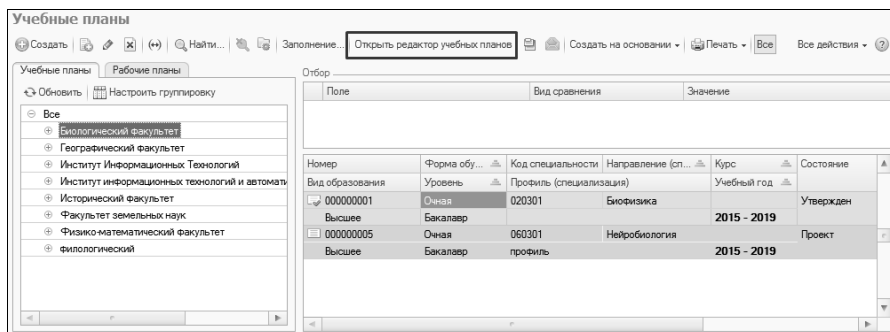 Учебные планы
Создать Найти... Заполнение... Открыть редактор учебных планов Создать на основании Печать Все Все действия
Учебные планы Рабочие планы
Обновить Настроить группировку
Все
Биологический факультет
Географический факультет
Институт Информационных Технологий
Институт информационных технологий и автомати
Исторический факультет
Факультет земельных наук
Физико-математический факультет
филологический
Отбор
Поле Вид сравнения Значение
Номер Форма обу... Код специальности Направление (сп... Курс Состояние
Вид образования Уровень Профиль (специализация) Учебный год
000000001 Очная 020301 Биофизика Утвержден
Высшее Бакалавр 2015 - 2019
000000005 Очная 060301 Нейробиология Проект
Высшее Бакалавр профиль 2015 - 2019